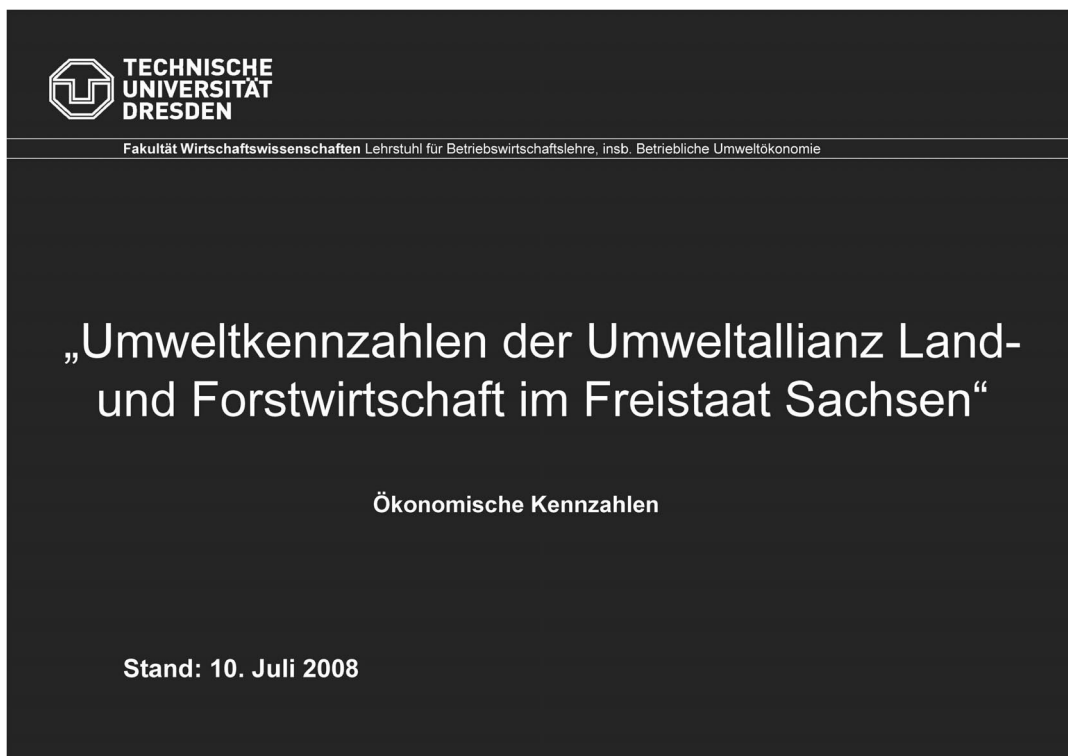 TECHNISCHE
UNIVERSITÄT
DRESDEN
Fakultät Wirtschaftswissenschaften Lehrstuhl für Betriebswirtschaftslehre, insb. Betriebliche Umweltökonomie
„Umweltkennzahlen der Umweltallianz Land-
und Forstwirtschaft im Freistaat Sachsen“
Ökonomische Kennzahlen
Stand: 10. Juli 2008